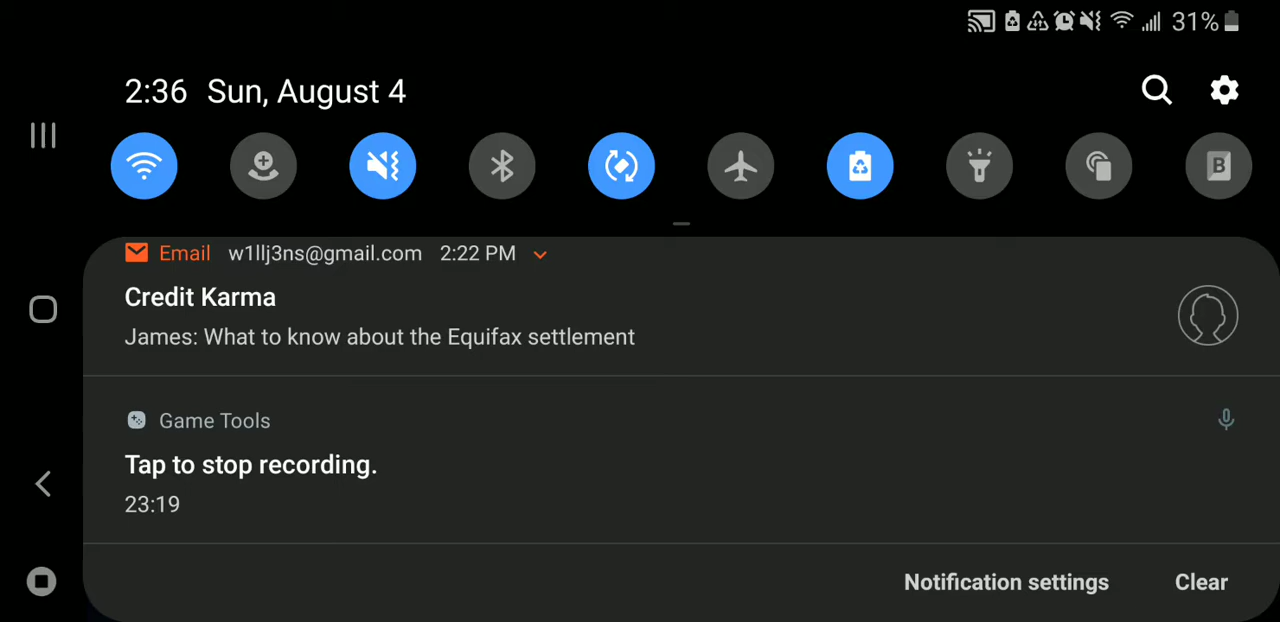 31%
2:36 Sun, August 4
B
Email w1llj3ns@gmail.com 2:22 PM
Credit Karma
James: What to know about the Equifax settlement
Game Tools
Tap to stop recording.
23:19
Notification settings Clear